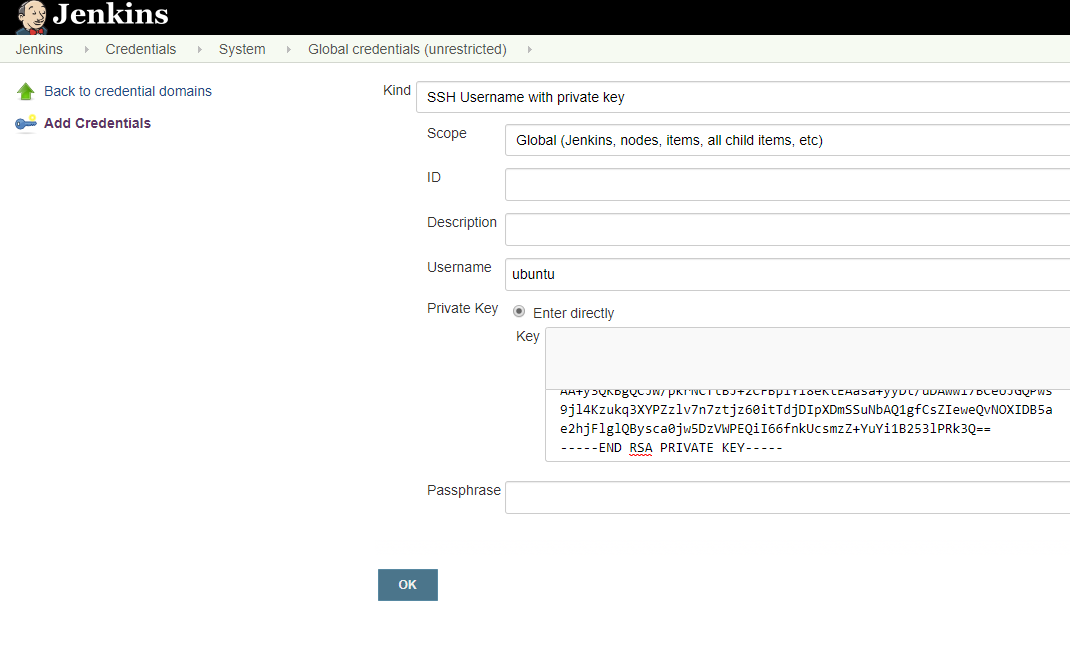 Jenkins
Jenkins
Credentials
System
Global credentials (unrestricted)
Back to credential domains
Add Credentials
Kind
SSH Username with private key
Scope
Global (Jenkins, nodes, items, all child items, etc)
ID
Description
Username
ubuntu
Private Key
Enter directly
Key
9jl4Kzukq3XYPZzlv7n7ztjz60itTdjDIpXDmSSuNbAQ1gfCsZIeweQvNOXIDB5a
e2hjFlglQBysca0jw5DzVWPEQiI66fnkUcsmzZ+YuYi1B253lPRk3Q==
-----END RSA PRIVATE KEY-----
Passphrase
OK